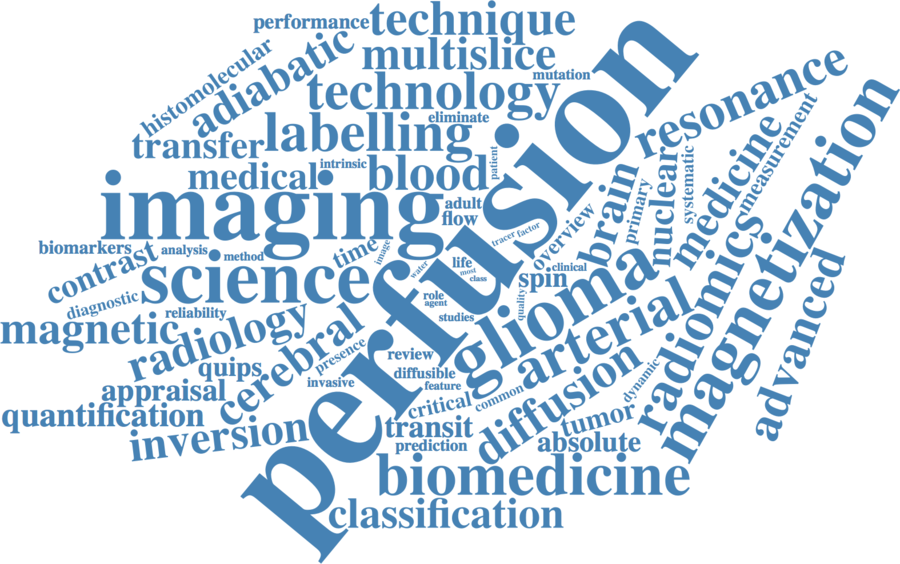 performance
technique
histomolecular
adiabatic
multislice
mutation
technology
eliminate
transfer
labelling
medical
intrinsic
blood
patient
perfusion
resonance
imaging
adult
flow
biomarkers
analysis
method
contrast
science
time
image
water
life
most
class
tracer
factor
overview
brain
primary
nuclear
systematic
medicine
measurement
magnetization
clinical
spin
quality
diagnostic
reliability
role
agent
studies
magnetic
radiology
cerebral
presence
quips
invasive
appraisal
quantification
inversion
review
diffusible
feature
glioma
arterial
radiomics
advanced
critical
common
diffusion
dynamic
tumor
transit
prediction
absolute
biomedicine
classification